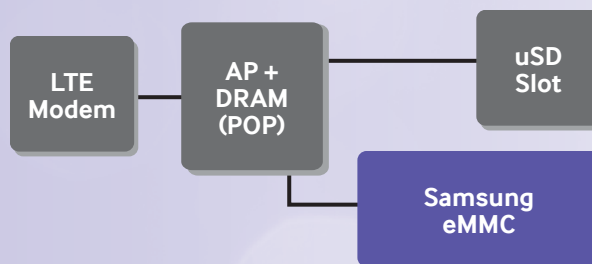 LTE
Modem
AP +
DRAM
(POP)
uSD
Slot
Samsung
eMMC